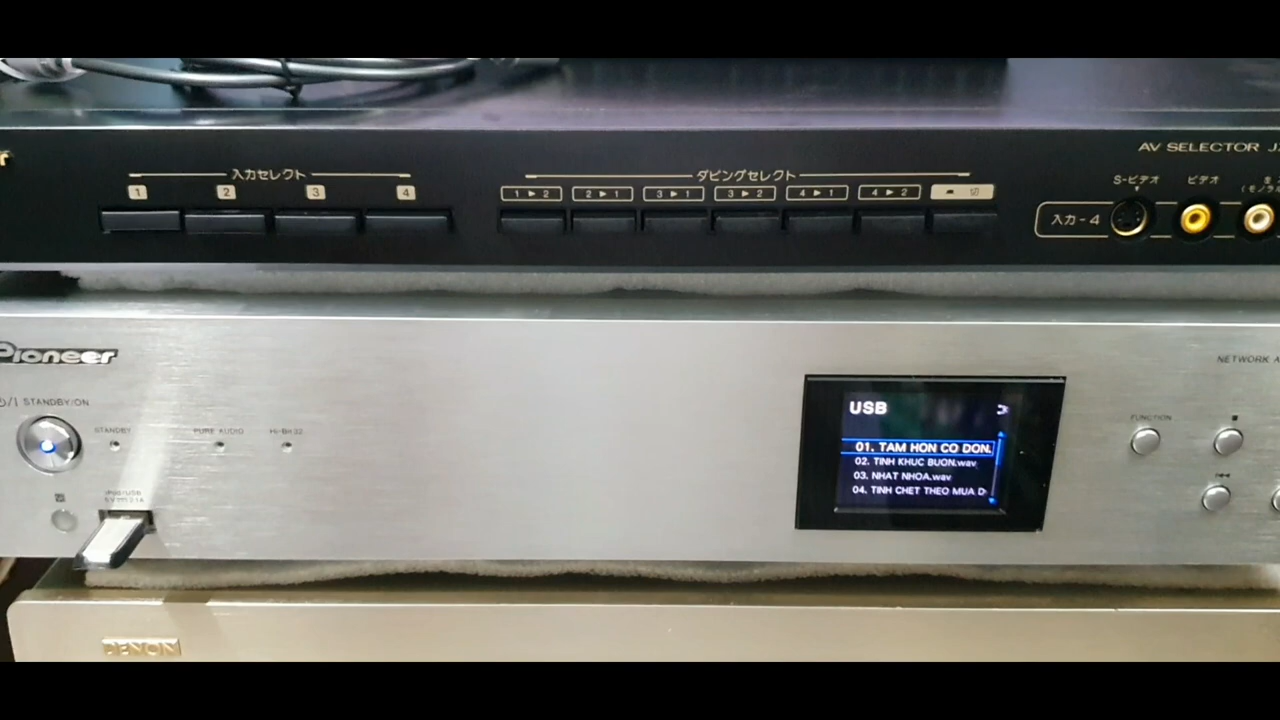 AV SELECTOR
入力セレクト
ダビングセレクト
1
2
3
4
1 ▶ 2
2 ▶ 1
3 ▶ 1
3 ▶ 2
4 ▶ 1
4 ▶ 2
切
S-ビデオ
ビデオ
入力-4
Pioneer
NETWORK
STANDBY/ON
STANDBY
PURE AUDIO
Hi-Bit32
iPod/USB
FUNCTION
USB
01. TAM HON CO DON.
02. TINH KHUC BUON.wav
03. NHAT NHOA.wav
04. TINH CHET THEO MUA D
DENON